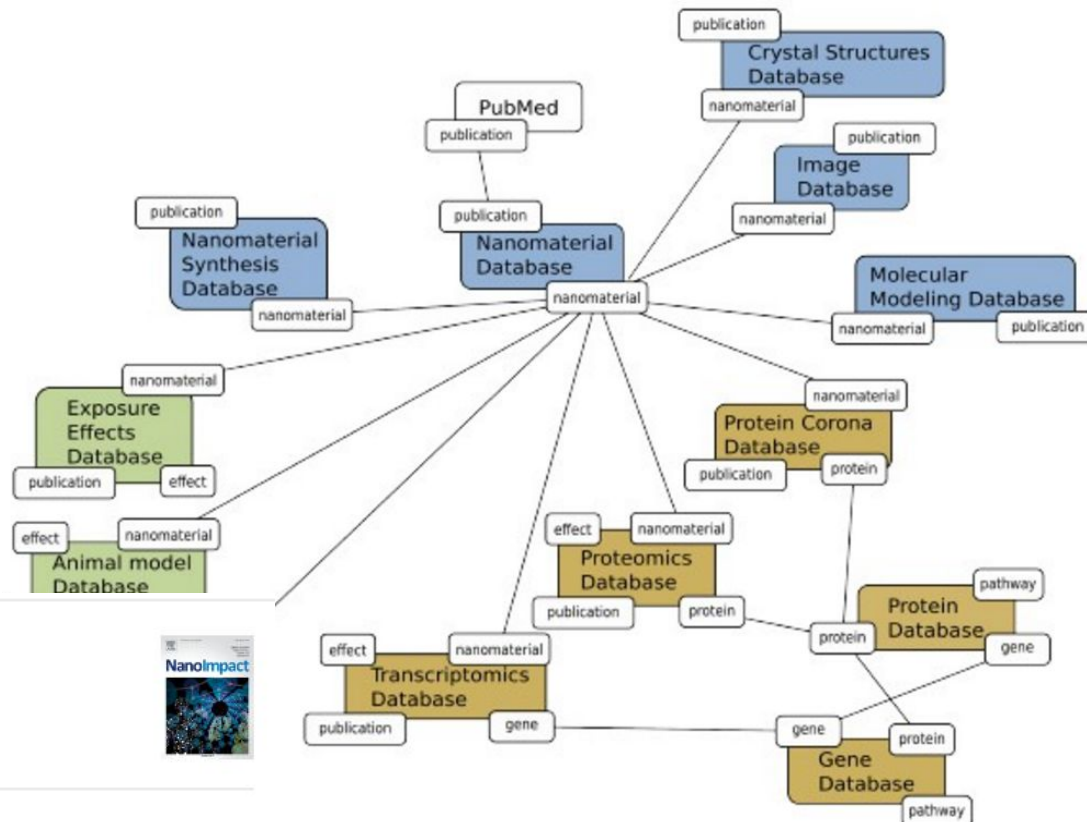 publication
Crystal Structures
Database
nanomaterial
PubMed
publication
publication
Image
Database
nanomaterial
publication
Nanomaterial
Synthesis
Database
nanomaterial
publication
Nanomaterial
Database
nanomaterial
Molecular
Modeling Database
nanomaterial
publication
nanomaterial
Exposure
Effects
Database
publication
effect
nanomaterial
Protein Corona
Database
publication
protein
effect
nanomaterial
Animal model
Database
effect
nanomaterial
Proteomics
Database
publication
protein
pathway
Protein
Database
protein
gene
NanoImpact
effect
nanomaterial
Transcriptomics
Database
publication
gene
gene
protein
Gene
Database
pathway